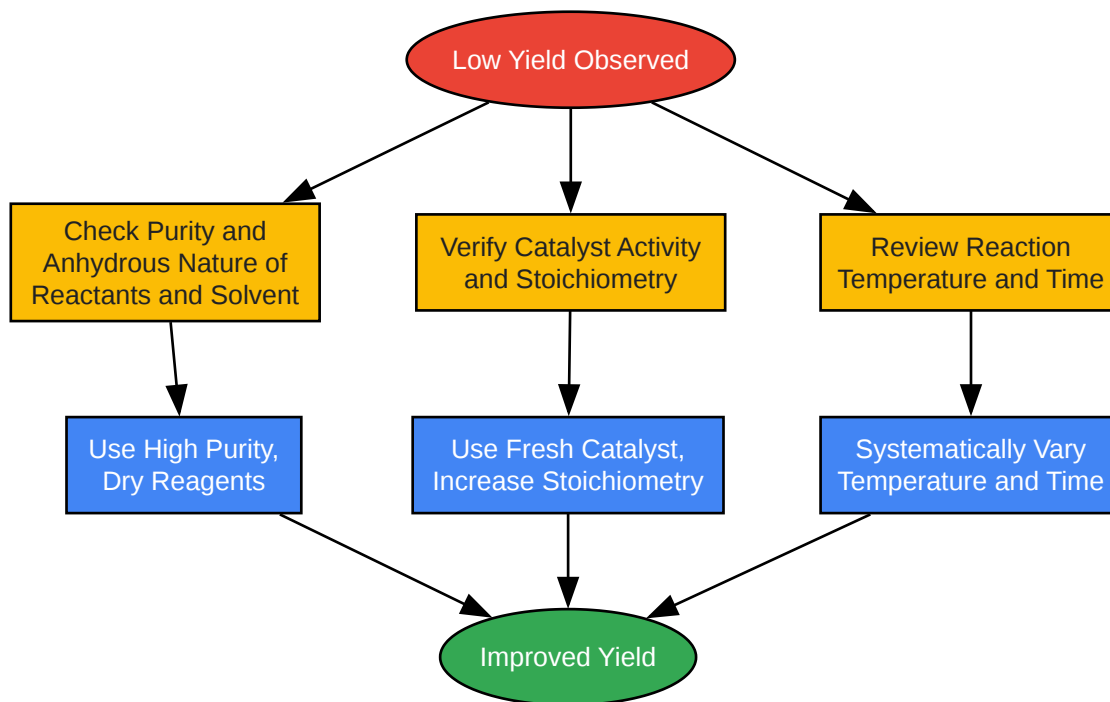 Low Yield Observed
Check Purity and
Anhydrous Nature of
Reactants and Solvent
Verify Catalyst Activity
and Stoichiometry
Review Reaction
Temperature and Time
Use High Purity,
Dry Reagents
Use Fresh Catalyst,
Increase Stoichiometry
Systematically Vary
Temperature and Time
Improved Yield